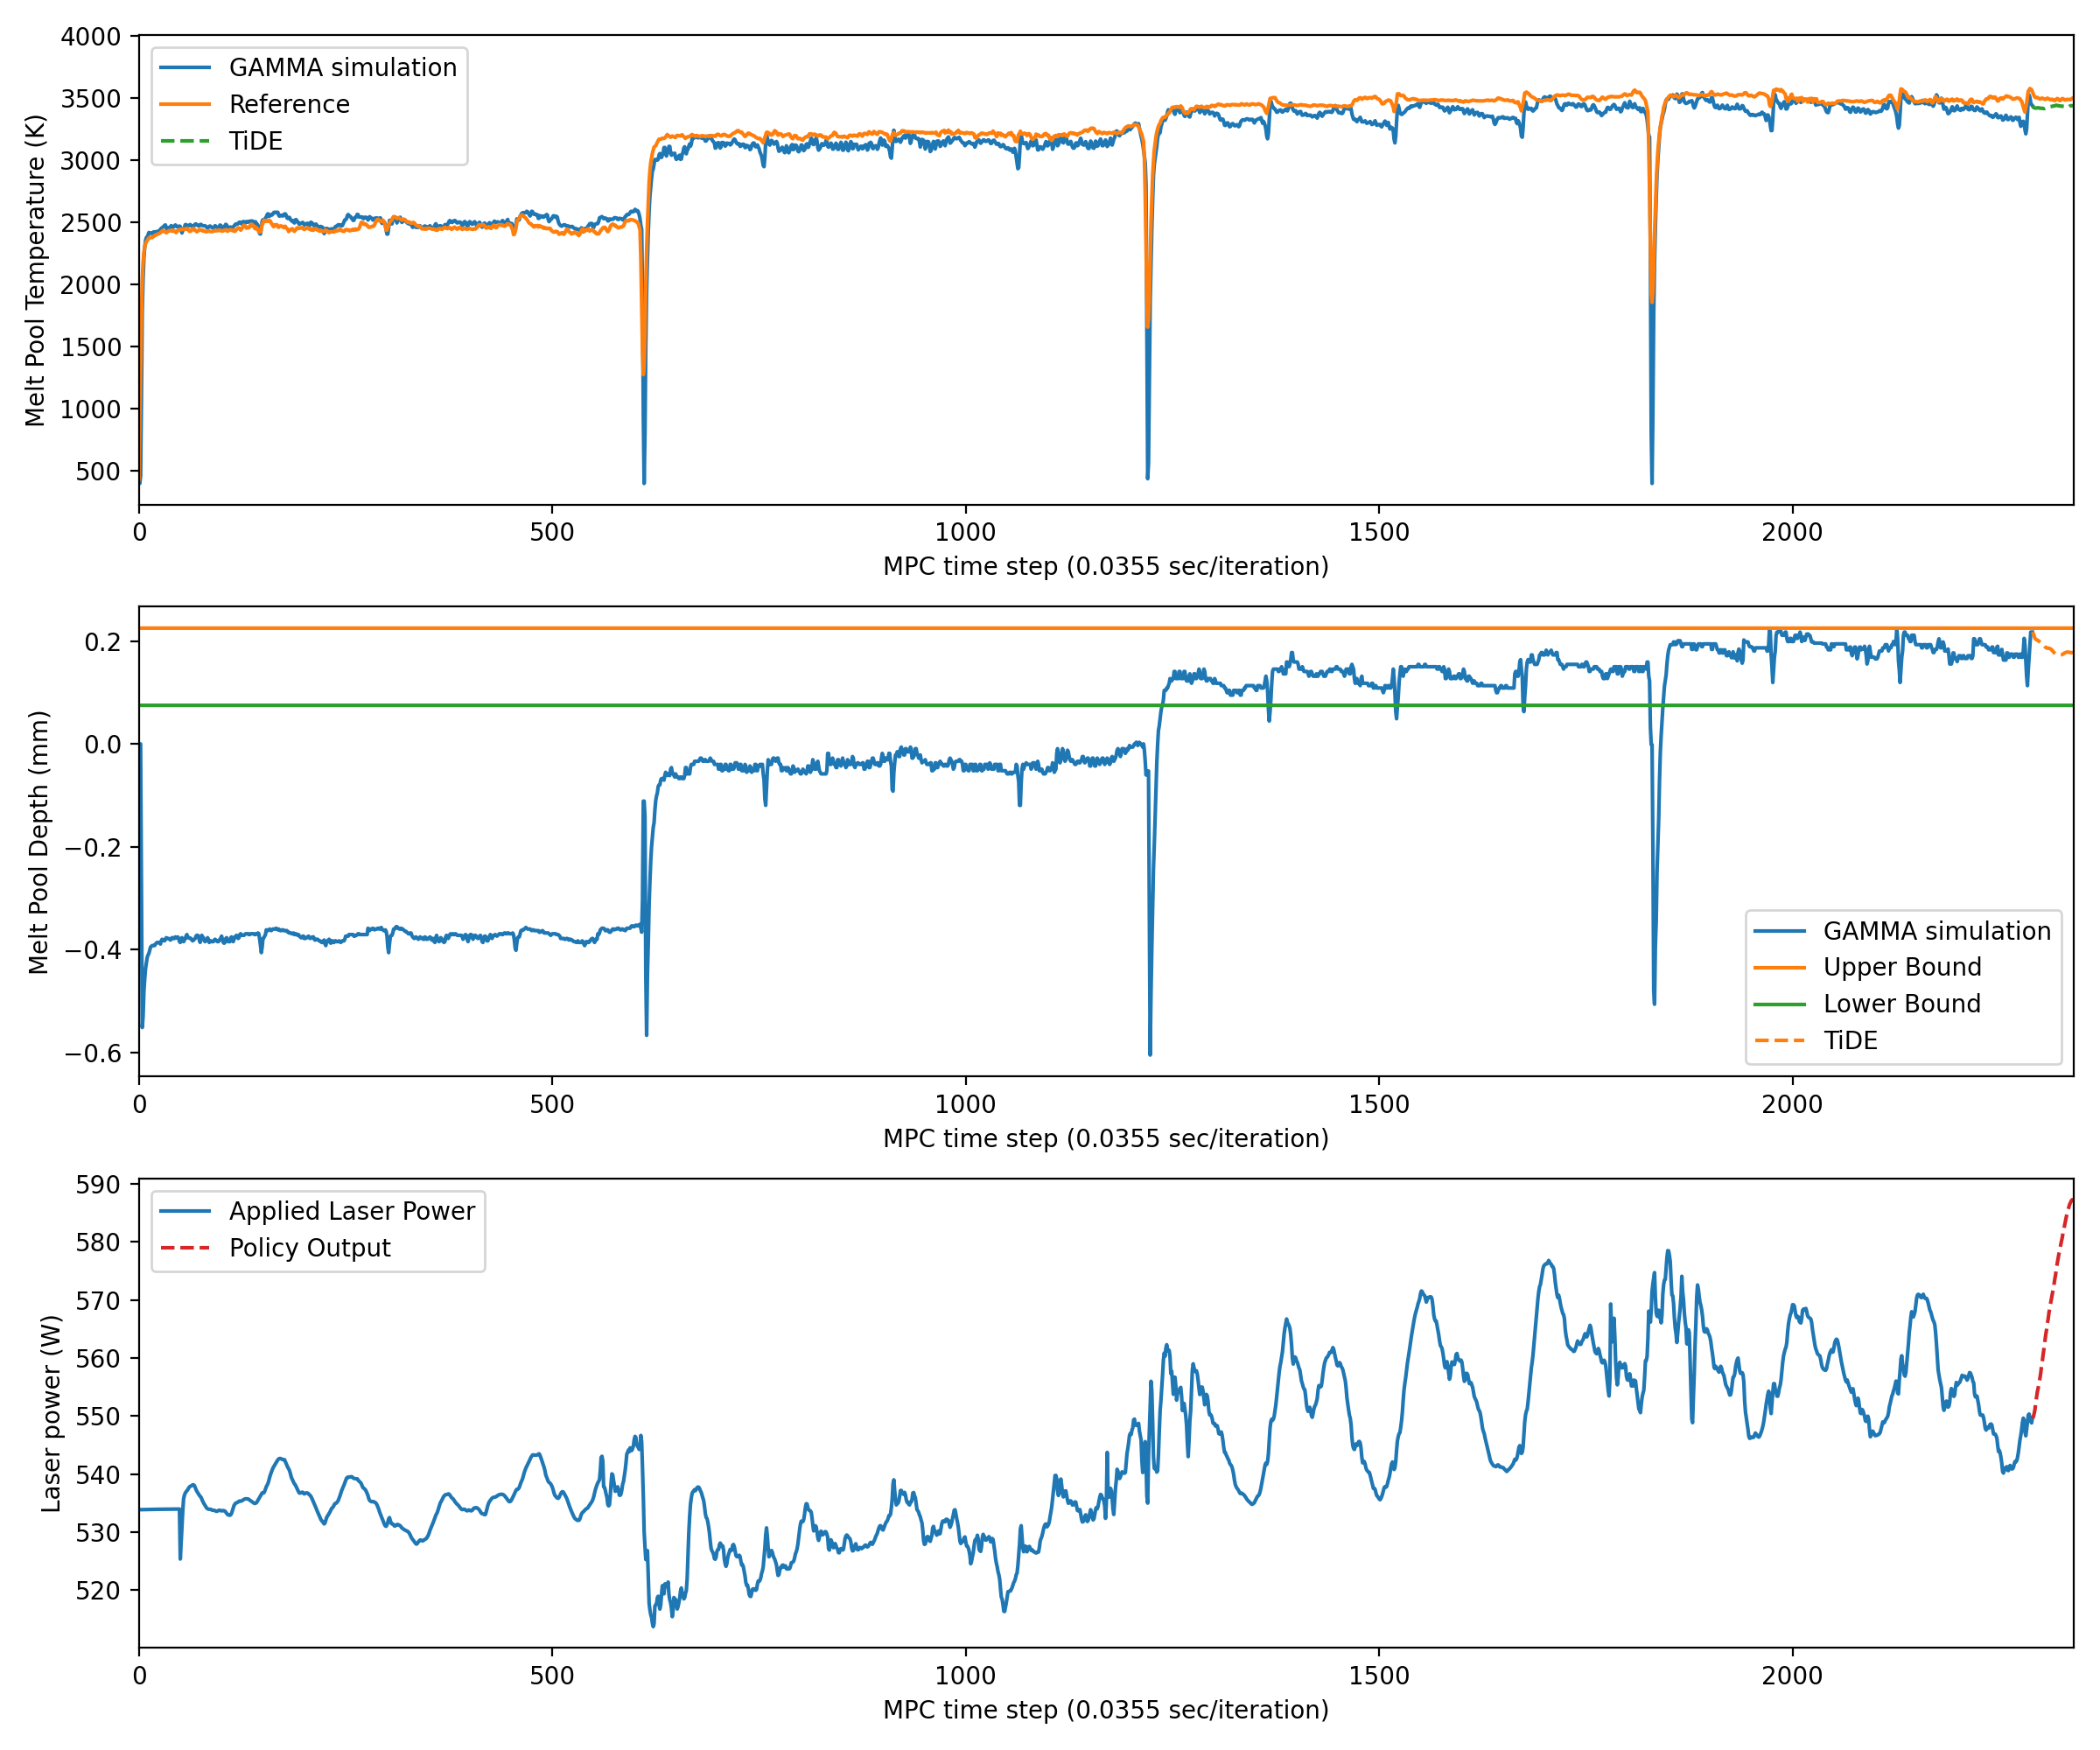 4000
3500
3000
2500
2000
1500
1000
500
Melt Pool Temperature (K)
GAMMA simulation
Reference
TiDE
0
500
1000
1500
2000
MPC time step (0.0355 sec/iteration)
0.2
0.0
−0.2
−0.4
−0.6
Melt Pool Depth (mm)
GAMMA simulation
Upper Bound
Lower Bound
TiDE
0
500
1000
1500
2000
MPC time step (0.0355 sec/iteration)
590
580
570
560
550
540
530
520
Laser power (W)
Applied Laser Power
Policy Output
0
500
1000
1500
2000
MPC time step (0.0355 sec/iteration)